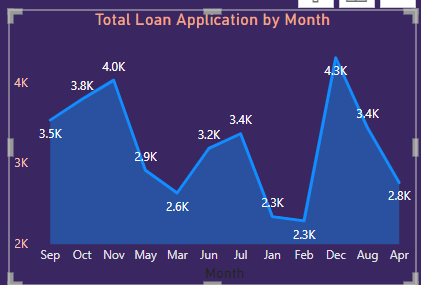 Total Loan Application by Month
4K
3K
2K
3.5K
3.8K
4.0K
2.9K
2.6K
3.2K
3.4K
2.3K
2.3K
4.3K
3.4K
2.8K
Sep Oct Nov May Mar Jun Jul Jan Feb Dec Aug Apr
Month